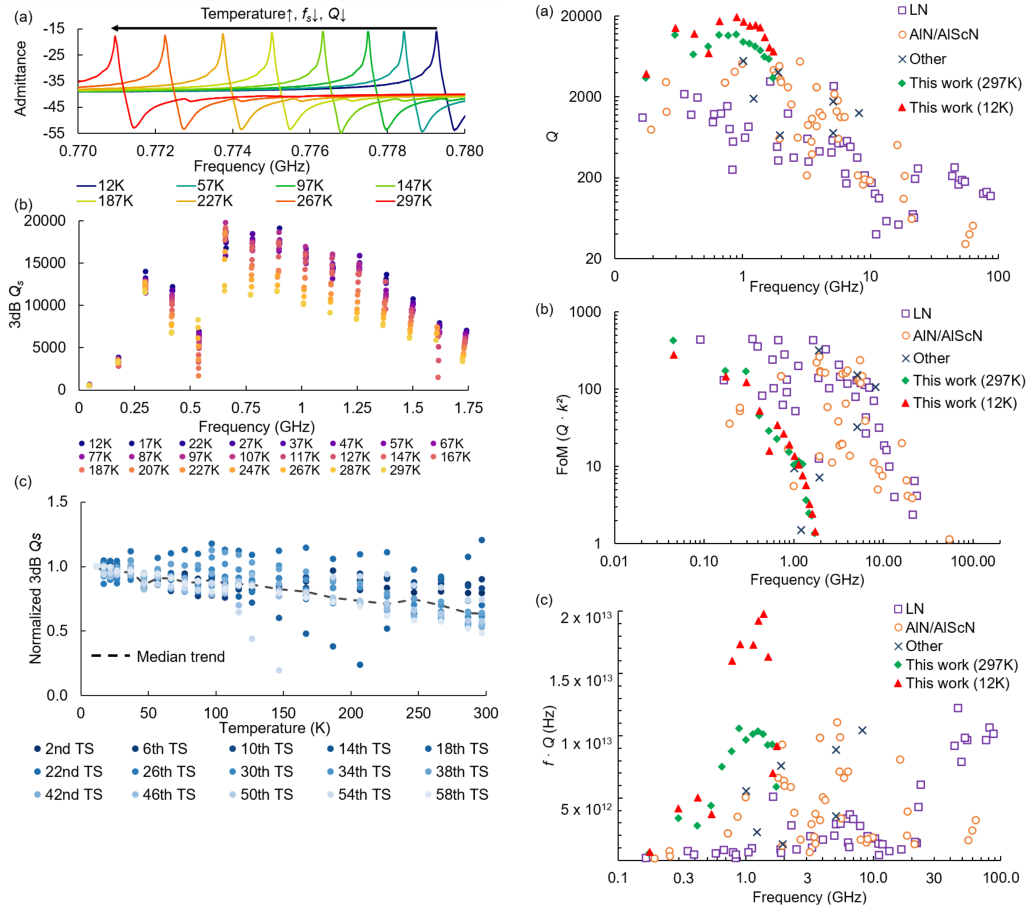 (a)
Temperature↑, fs↓, Q↓
-15
-25
-35
-45
-55
Admittance
0.770 0.772 0.774 0.776 0.778 0.780
Frequency (GHz)
12K 57K 97K 147K
187K 227K 267K 297K
(b)
20000
15000
10000
5000
0
3dB Qs
0 0.25 0.5 0.75 1 1.25 1.5 1.75
Frequency (GHz)
12K 17K 22K 27K 37K 47K 57K 67K
77K 87K 97K 107K 117K 127K 147K 167K
187K 207K 227K 247K 267K 287K 297K
(c)
1.5
1.0
0.5
0.0
Normalized 3dB Qs
Median trend
0 50 100 150 200 250 300
Temperature (K)
2nd TS 6th TS 10th TS 14th TS 18th TS
22nd TS 26th TS 30th TS 34th TS 38th TS
42nd TS 46th TS 50th TS 54th TS 58th TS
(a)
20000
2000
200
20
Q
LN
AlN/AlScN
Other
This work (297K)
This work (12K)
0 1 10 100
Frequency (GHz)
(b)
1000
100
10
1
FoM (Q · k²)
LN
AlN/AlScN
Other
This work (297K)
This work (12K)
0.01 0.10 1.00 10.00 100.00
Frequency (GHz)
(c)
2 x 10¹³
1.5 x 10¹³
1 x 10¹³
5 x 10¹²
f · Q (Hz)
LN
AlN/AlScN
Other
This work (297K)
This work (12K)
0.1 0.3 1.0 3 10.0 30 100.0
Frequency (GHz)